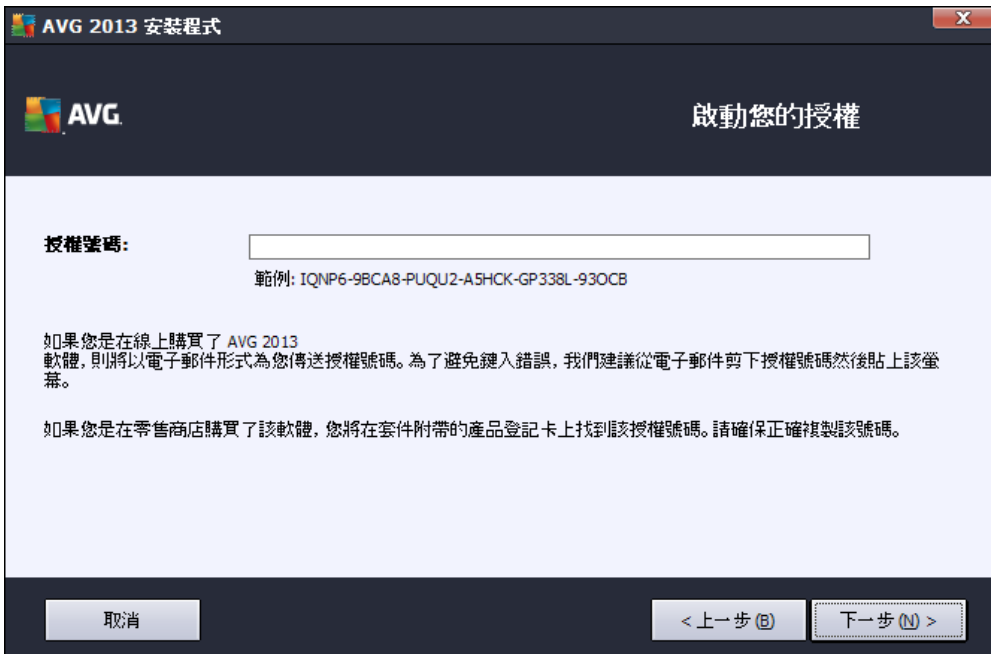 AVG 2013 安裝程式
AVG.
啟動您的授權
授權號碼:
範例: IQNP6-9BCA8-PUQU2-A5HCK-GP338L-93OCB
如果您是在線上購買了 AVG 2013
軟體, 則將以電子郵件形式為您傳送授權號碼。為了避免鍵入錯誤, 我們建議從電子郵件剪下授權號碼然後貼上該螢
幕。
如果您是在零售商店購買了該軟體, 您將在套件附帶的產品登記卡上找到該授權號碼。請確保正確複製該號碼。
取消
< 上一步 (B)
下一步 (N) >